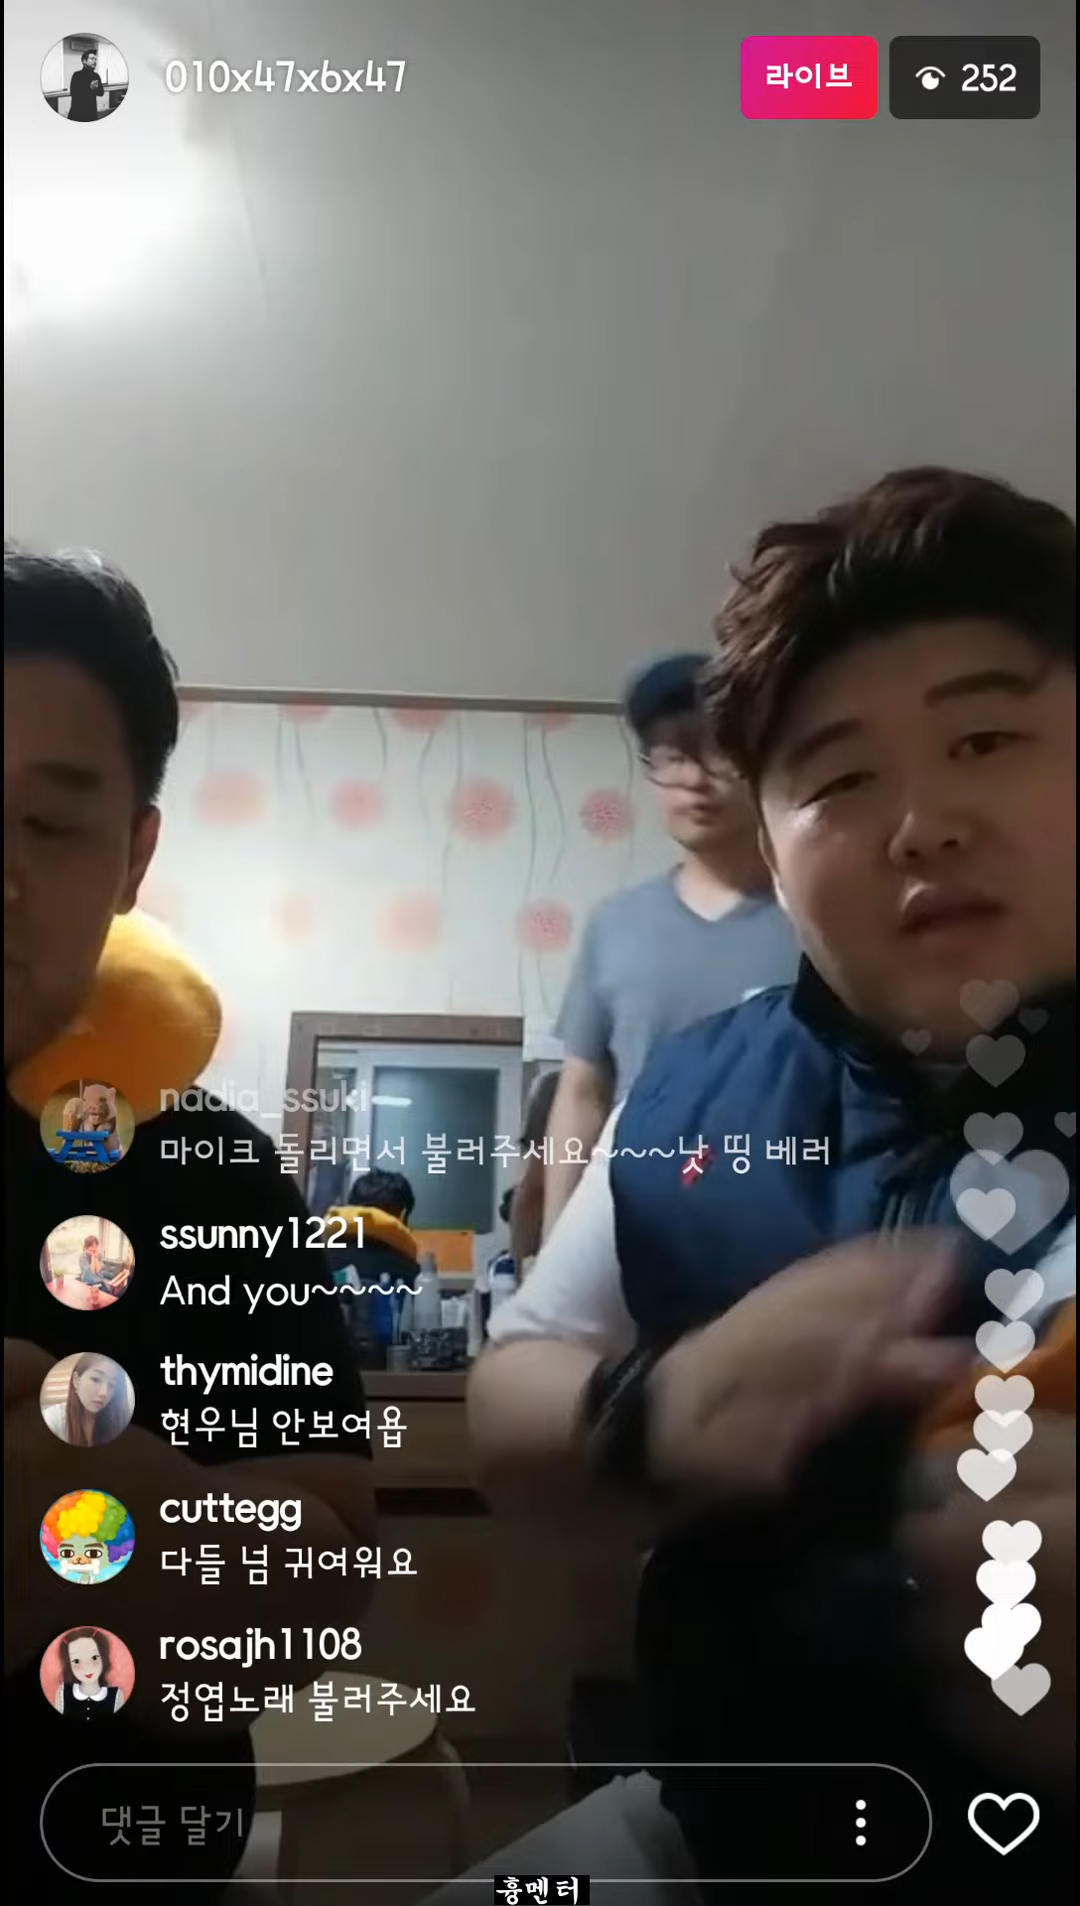 010x47x6x47
라이브
252
nadia_ssuki
마이크 돌리면서 불러주세요~~~낫 띵 베러
ssunny1221
And you~~~~
thymidine
현우님 안보여욥
cuttegg
다들 넘 귀여워요
rosajh1108
정엽노래 불러주세요
댓글 달기
흉멘터